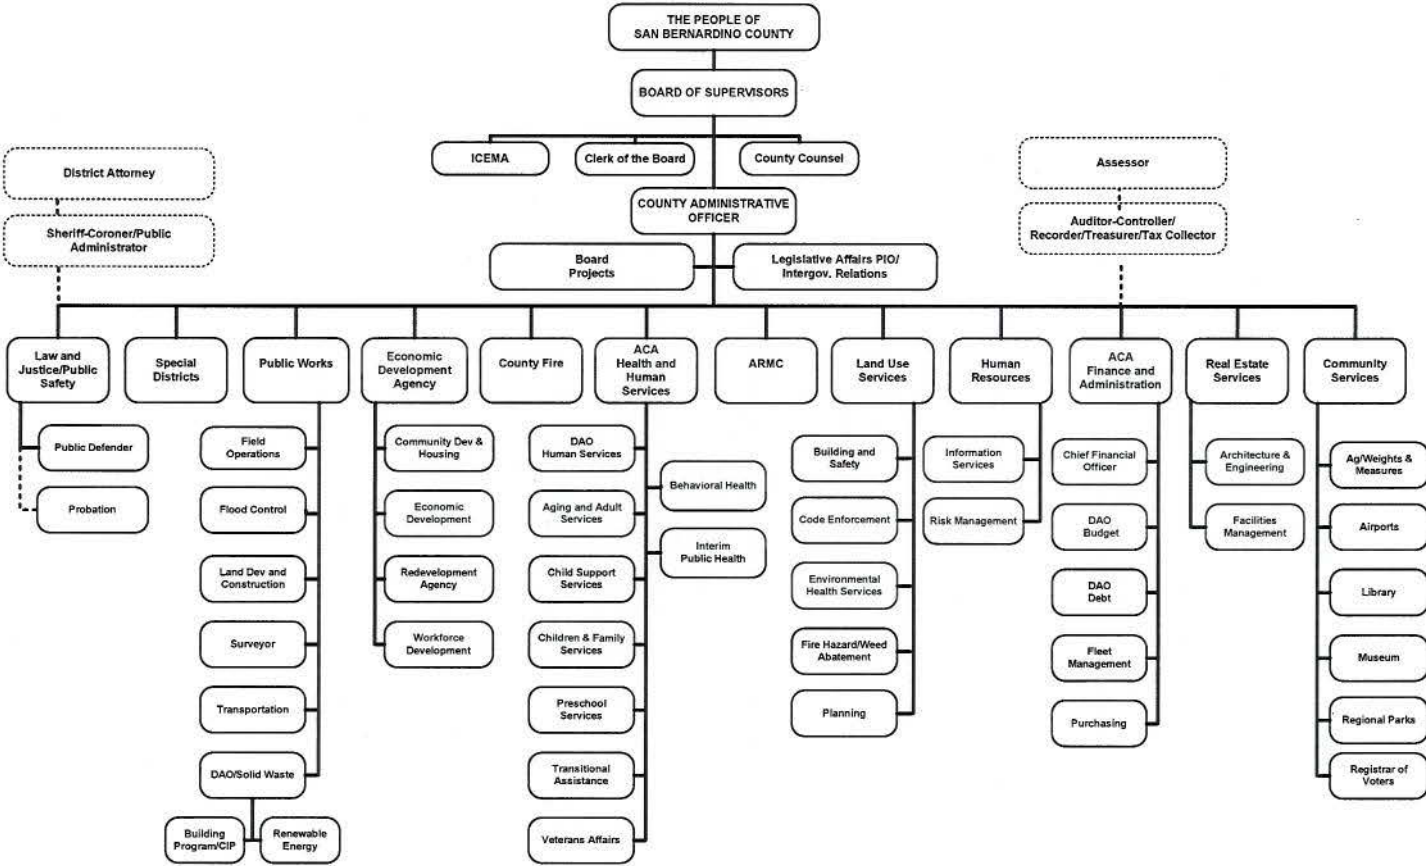 THE PEOPLE OF
SAN BERNARDINO COUNTY
BOARD OF SUPERVISORS
ICEMA
Clerk of the Board
County Counsel
District Attorney
Assessor
COUNTY ADMINISTRATIVE
OFFICER
Sheriff-Coroner/Public
Administrator
Auditor-Controller/
Recorder/Treasurer/Tax Collector
Board
Projects
Legislative Affairs PIO/
Intergov. Relations
Law and
Justice/Public
Safety
Special
Districts
Public Works
Economic
Development
Agency
County Fire
ACA
Health and
Human
Services
ARMC
Land Use
Services
Human
Resources
ACA
Finance and
Administration
Real Estate
Services
Community
Services
Public Defender
Probation
Field
Operations
Flood Control
Land Dev and
Construction
Surveyor
Transportation
DAO/Solid Waste
Building
Program/CIP
Renewable
Energy
Community Dev &
Housing
Economic
Development
Redevelopment
Agency
Workforce
Development
DAO
Human Services
Aging and Adult
Services
Child Support
Services
Children & Family
Services
Preschool
Services
Transitional
Assistance
Veterans Affairs
Behavioral Health
Interim
Public Health
Building and
Safety
Code Enforcement
Environmental
Health Services
Fire Hazard/Weed
Abatement
Planning
Information
Services
Risk Management
Chief Financial
Officer
DAO
Budget
DAO
Debt
Fleet
Management
Purchasing
Architecture &
Engineering
Facilities
Management
Ag/Weights &
Measures
Airports
Library
Museum
Regional Parks
Registrar of
Voters